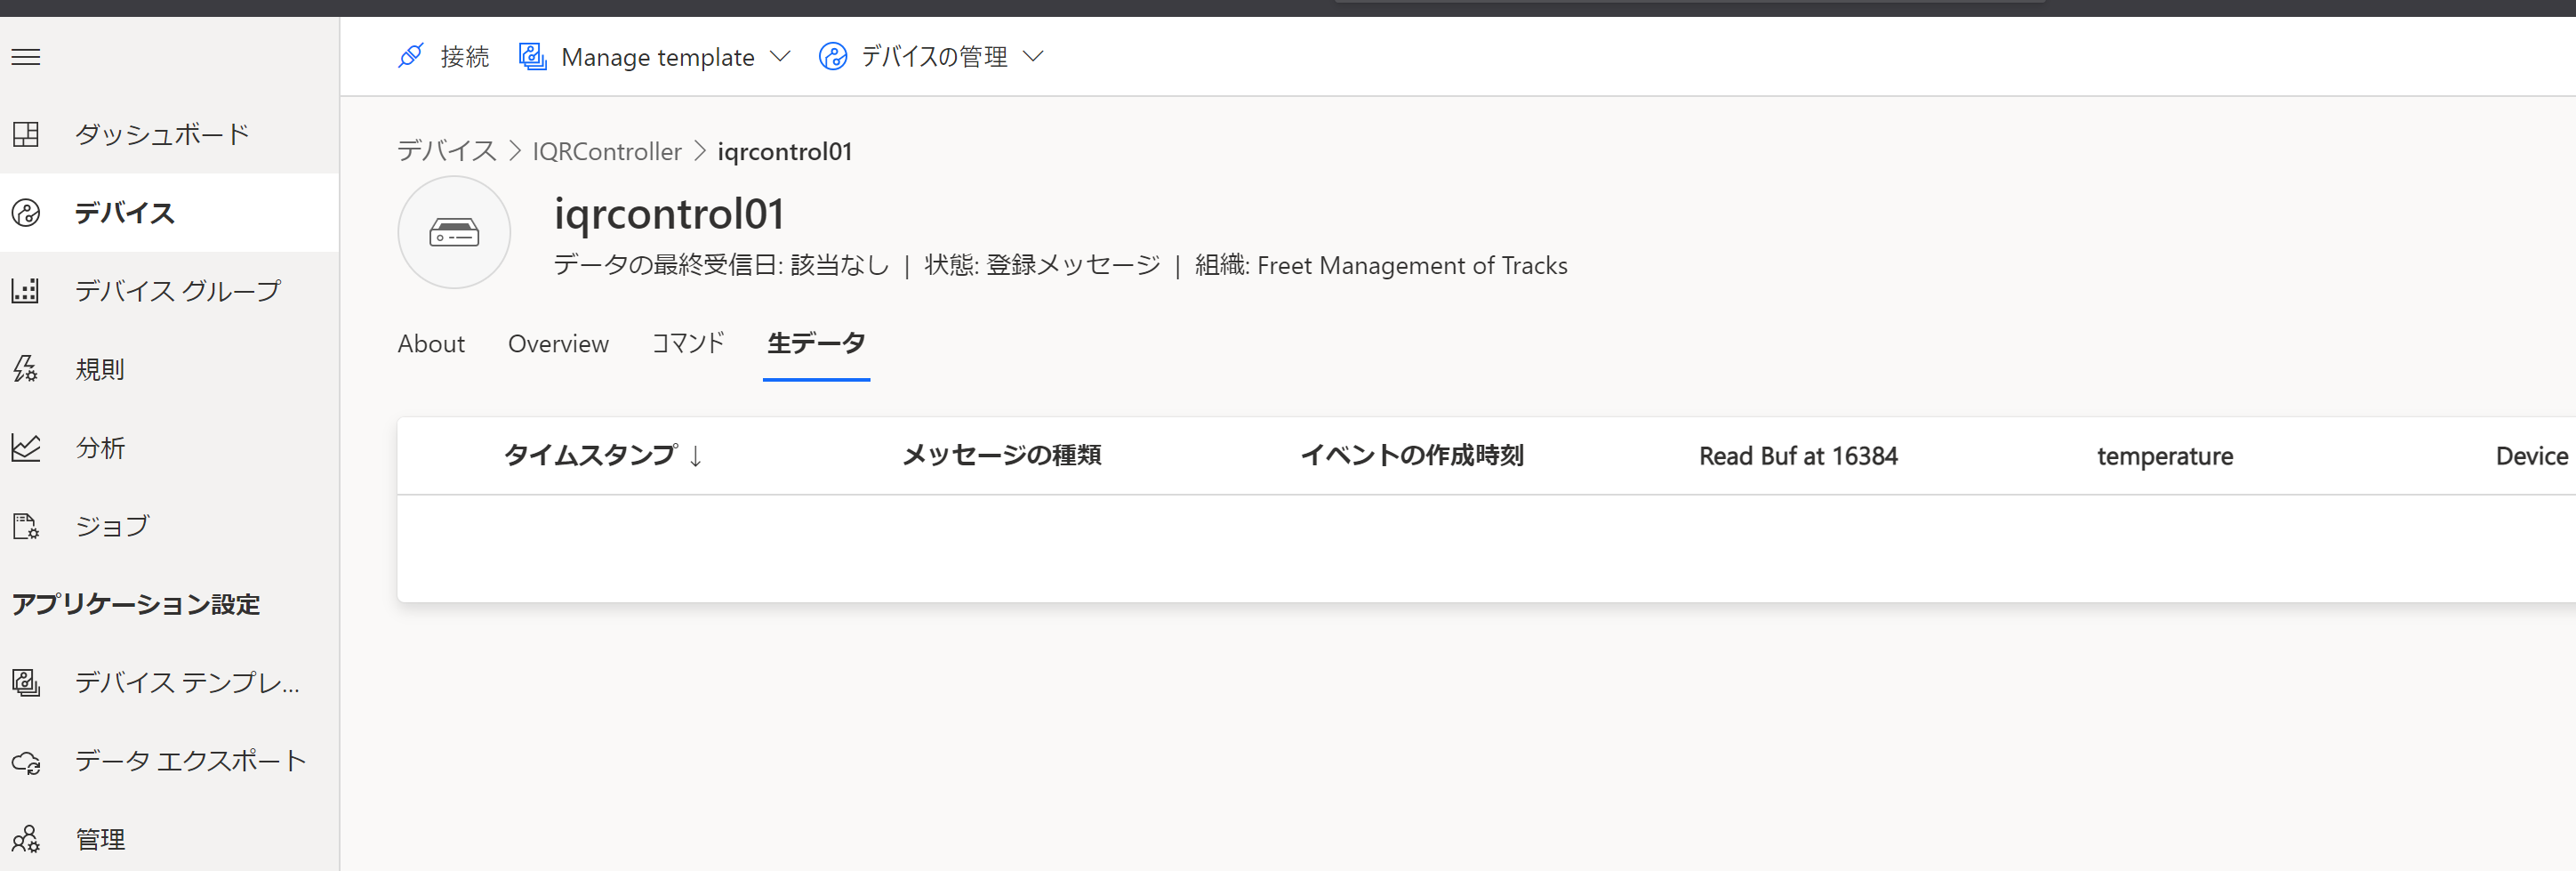 接続 Manage template デバイスの管理
ダッシュボード
デバイス
デバイス グループ
規則
分析
ジョブ
アプリケーション設定
デバイス テンプレ...
データ エクスポート
管理
デバイス > IQRController > iqrcontrol01
iqrcontrol01
データの最終受信日: 該当なし | 状態: 登録メッセージ | 組織: Freet Management of Tracks
About Overview コマンド 生データ
タイムスタンプ ↓ メッセージの種類 イベントの作成時刻 Read Buf at 16384 temperature Device